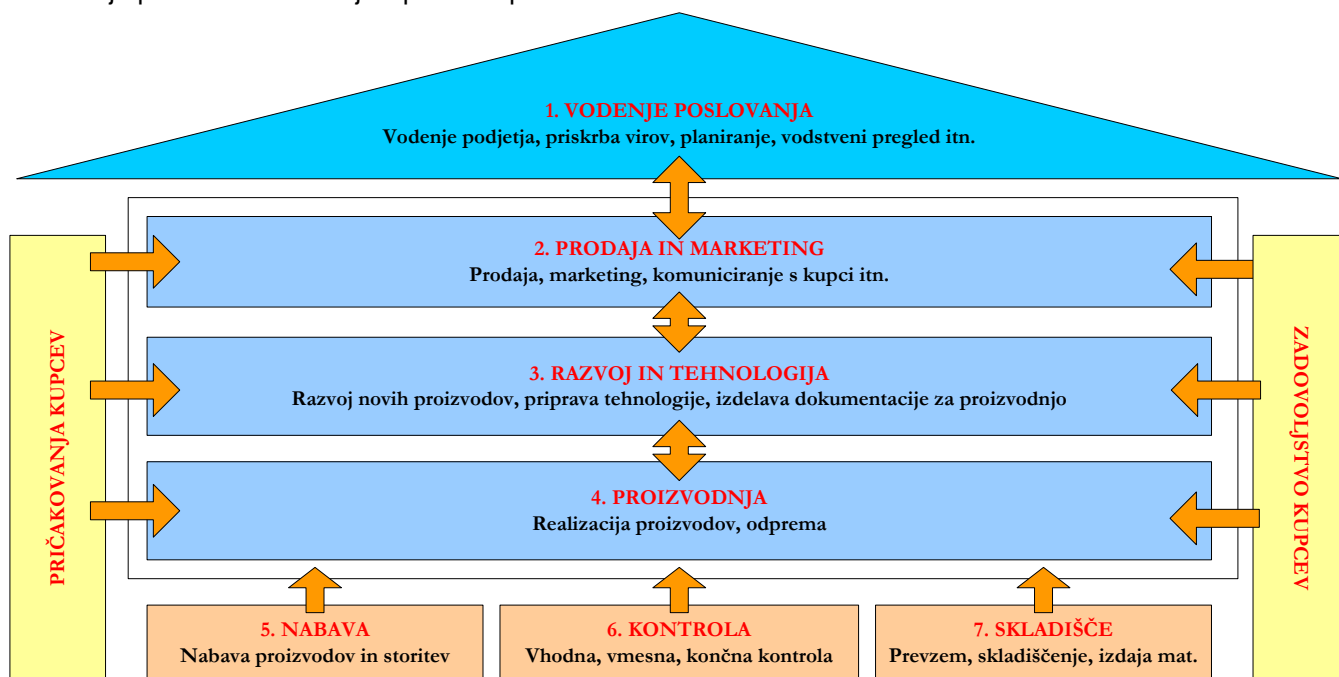 1. VODENJE POSLOVANJA
Vodenje podjetja, priskrba virov, planiranje, vodstveni pregled itn.
2. PRODAJA IN MARKETING
Prodaja, marketing, komuniciranje s kupci itn.
3. RAZVOJ IN TEHNOLOGIJA
Razvoj novih proizvodov, priprava tehnologije, izdelava dokumentacije za proizvodnjo
4. PROIZVODNJA
Realizacija proizvodov, odprema
PRIČAKOVANJA KUPCEV
ZADOVOLJSTVO KUPCEV
5. NABAVA
Nabava proizvodov in storitev
6. KONTROLA
Vhodna, vmesna, končna kontrola
7. SKLADIŠČE
Prevzem, skladiščenje, izdaja mat.